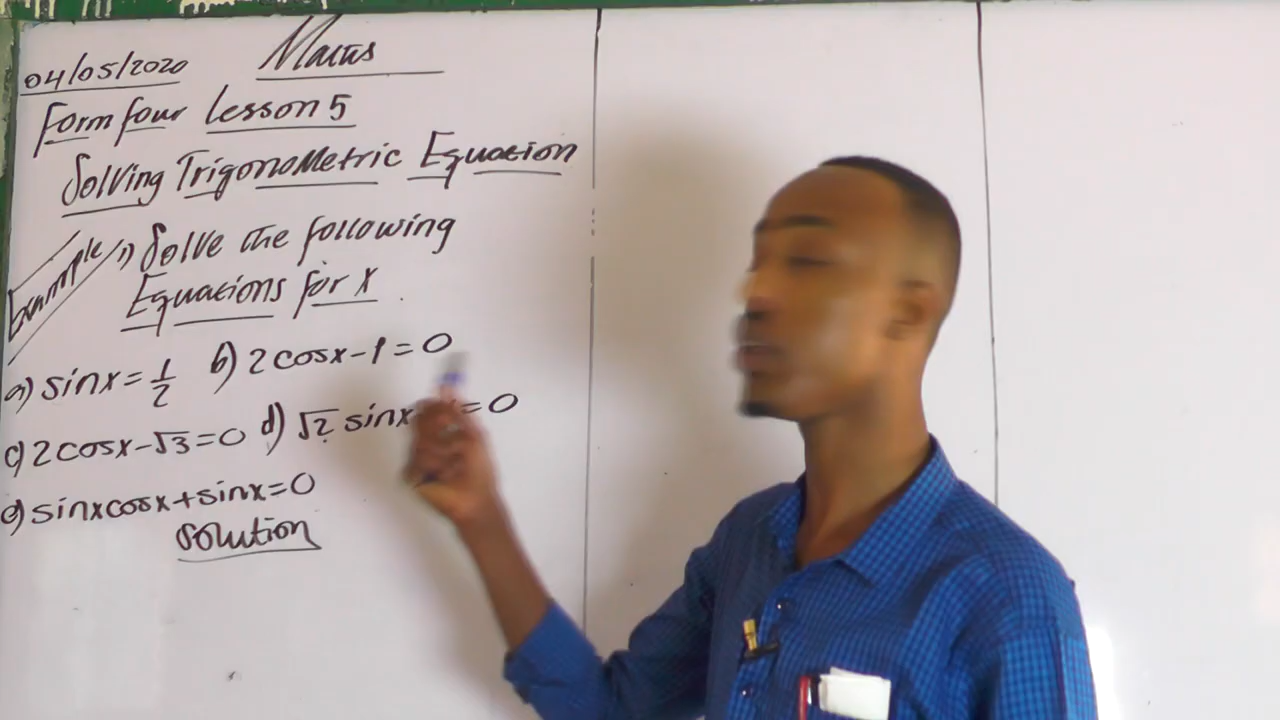 04/05/2020 Maths
Form four Lesson 5
Solving Trigonometric Equation
Example 1) Solve the following
Equations for x
a) sinx = 1/2 b) 2cosx - 1 = 0
c) 2cosx - √3 = 0 d) √2 sinx = 0
e) sinxcosx + sinx = 0
Solution